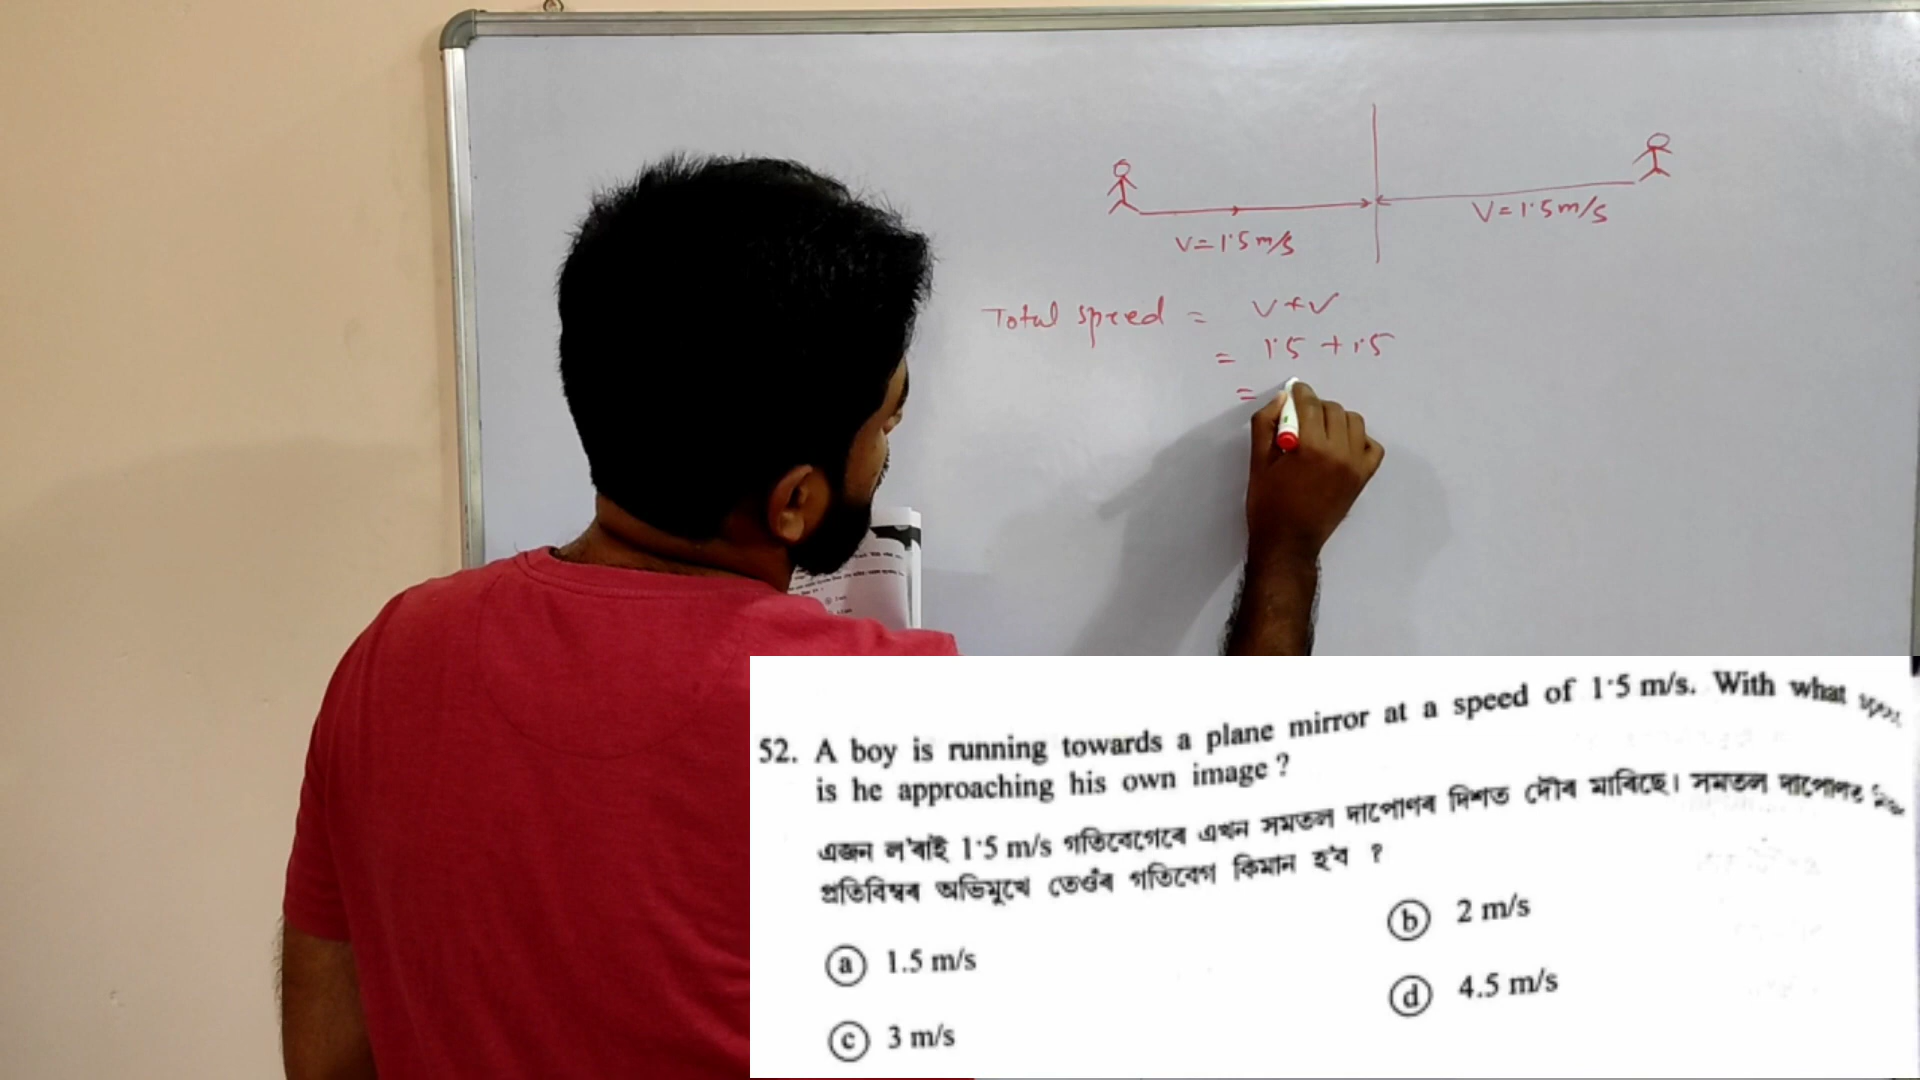 V=1.5m/s
V=1.5m/s
Total speed = V+V
= 1.5 + 1.5
=
52. A boy is running towards a plane mirror at a speed of 1·5 m/s. With what
is he approaching his own image ?
এজন ল'ৰাই 1·5 m/s গতিবেগেৰে এখন সমতল দাপোণৰ দিশত দৌৰ মাৰিছে। সমতল দাপোণৰ
প্ৰতিবিম্বৰ অভিমুখে তেওঁৰ গতিবেগ কিমান হ'ব ?
ⓐ 1.5 m/s
ⓑ 2 m/s
ⓒ 3 m/s
ⓓ 4.5 m/s